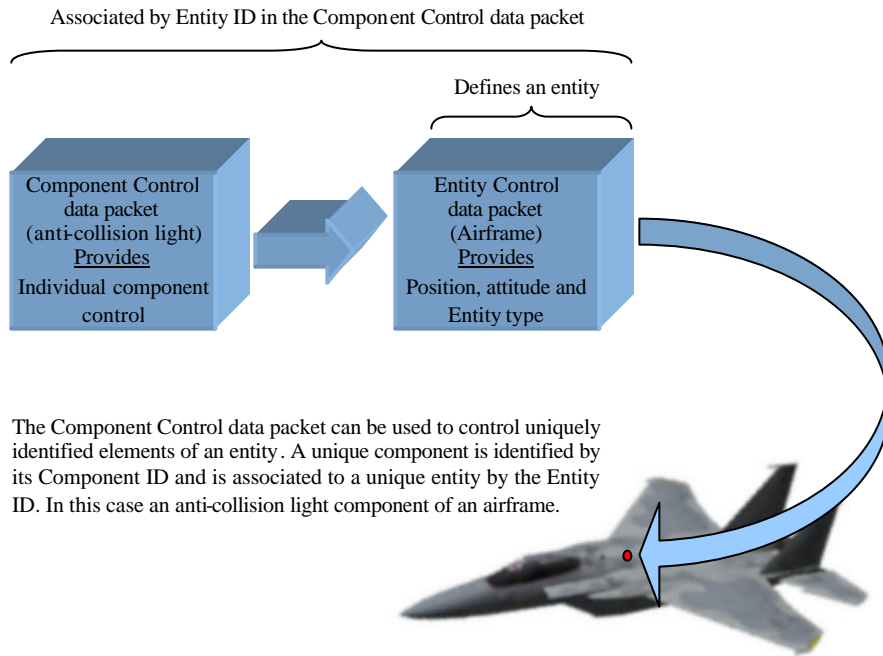 Associated by Entity ID in the Component Control data packet
Defines an entity
Component Control
data packet
(anti-collision light)
Provides
Individual component
control
Entity Control
data packet
(Airframe)
Provides
Position, attitude and
Entity type
The Component Control data packet can be used to control uniquely
identified elements of an entity. A unique component is identified by
its Component ID and is associated to a unique entity by the Entity
ID. In this case an anti-collision light component of an airframe.